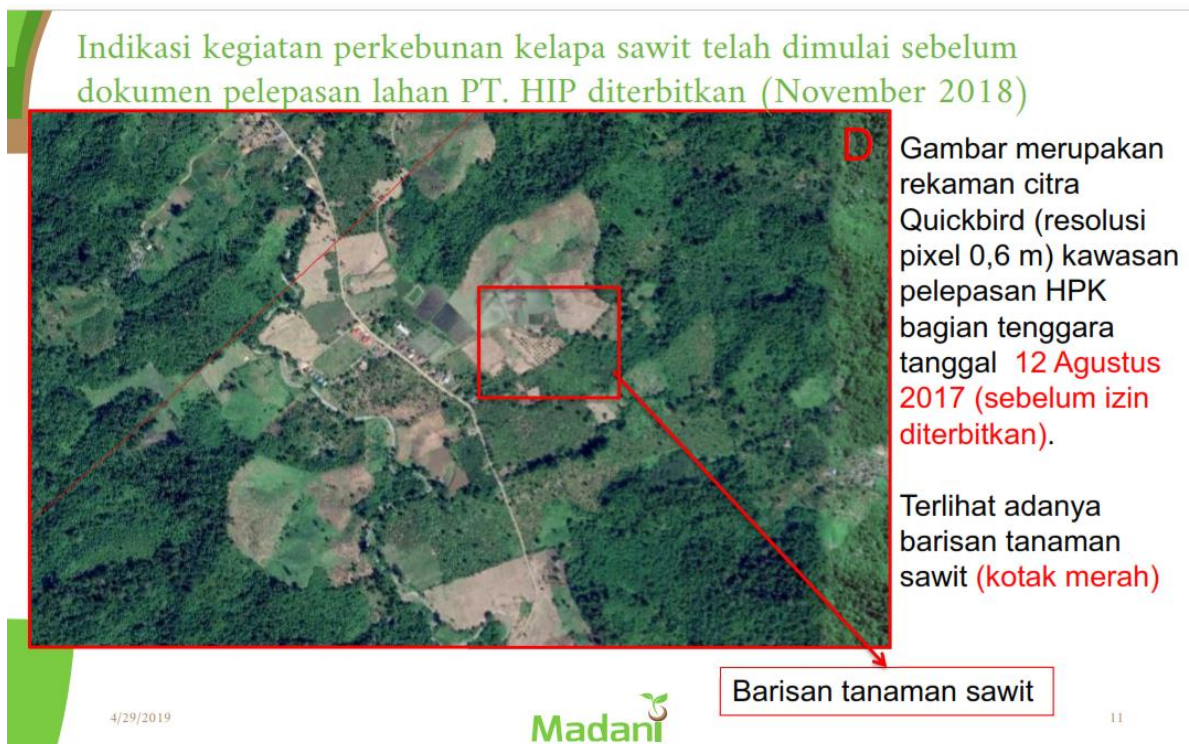 Indikasi kegiatan perkebunan kelapa sawit telah dimulai sebelum
dokumen pelepasan lahan PT. HIP diterbitkan (November 2018)
D
Gambar merupakan
rekaman citra
Quickbird (resolusi
pixel 0,6 m) kawasan
pelepasan HPK
bagian tenggara
tanggal 12 Agustus
2017 (sebelum izin
diterbitkan).
Terlihat adanya
barisan tanaman
sawit (kotak merah)
Barisan tanaman sawit
4/29/2019
Madani
11